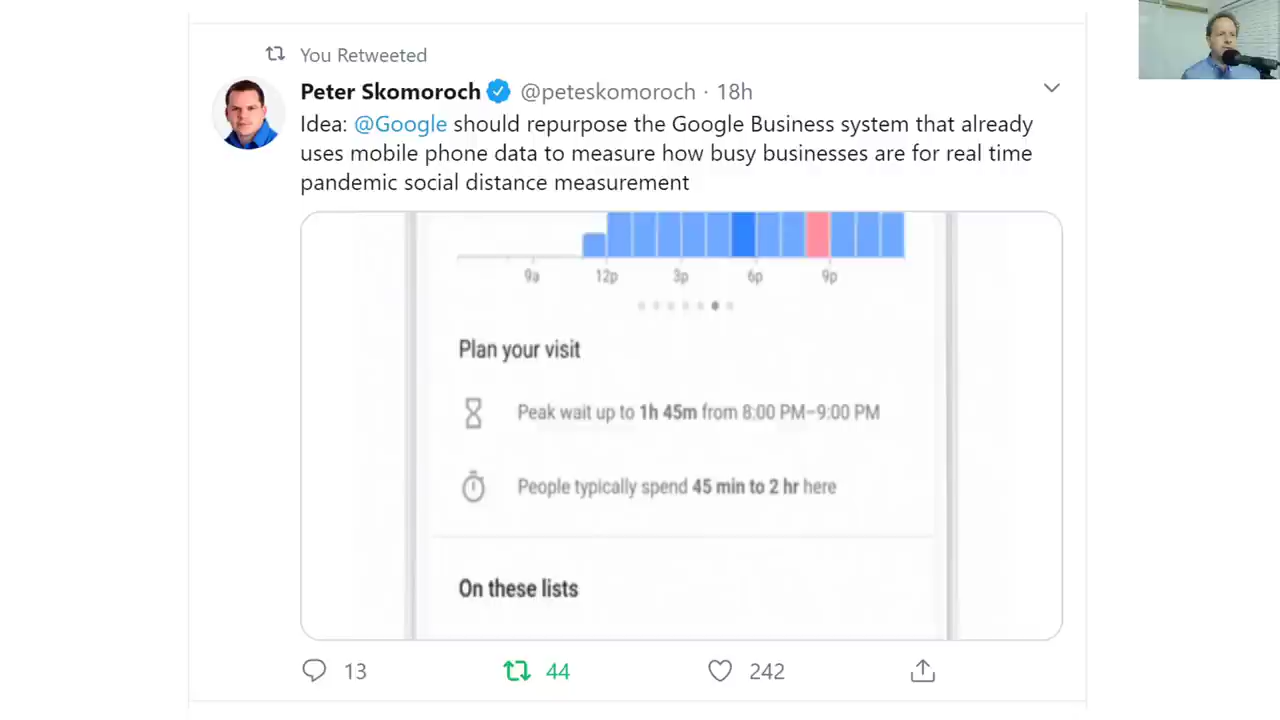 You Retweeted
Peter Skomoroch @peteskomoroch · 18h
Idea: @Google should repurpose the Google Business system that already
uses mobile phone data to measure how busy businesses are for real time
pandemic social distance measurement
9a 12p 3p 6p 9p
Plan your visit
Peak wait up to 1h 45m from 8:00 PM–9:00 PM
People typically spend 45 min to 2 hr here
On these lists
13 44 242